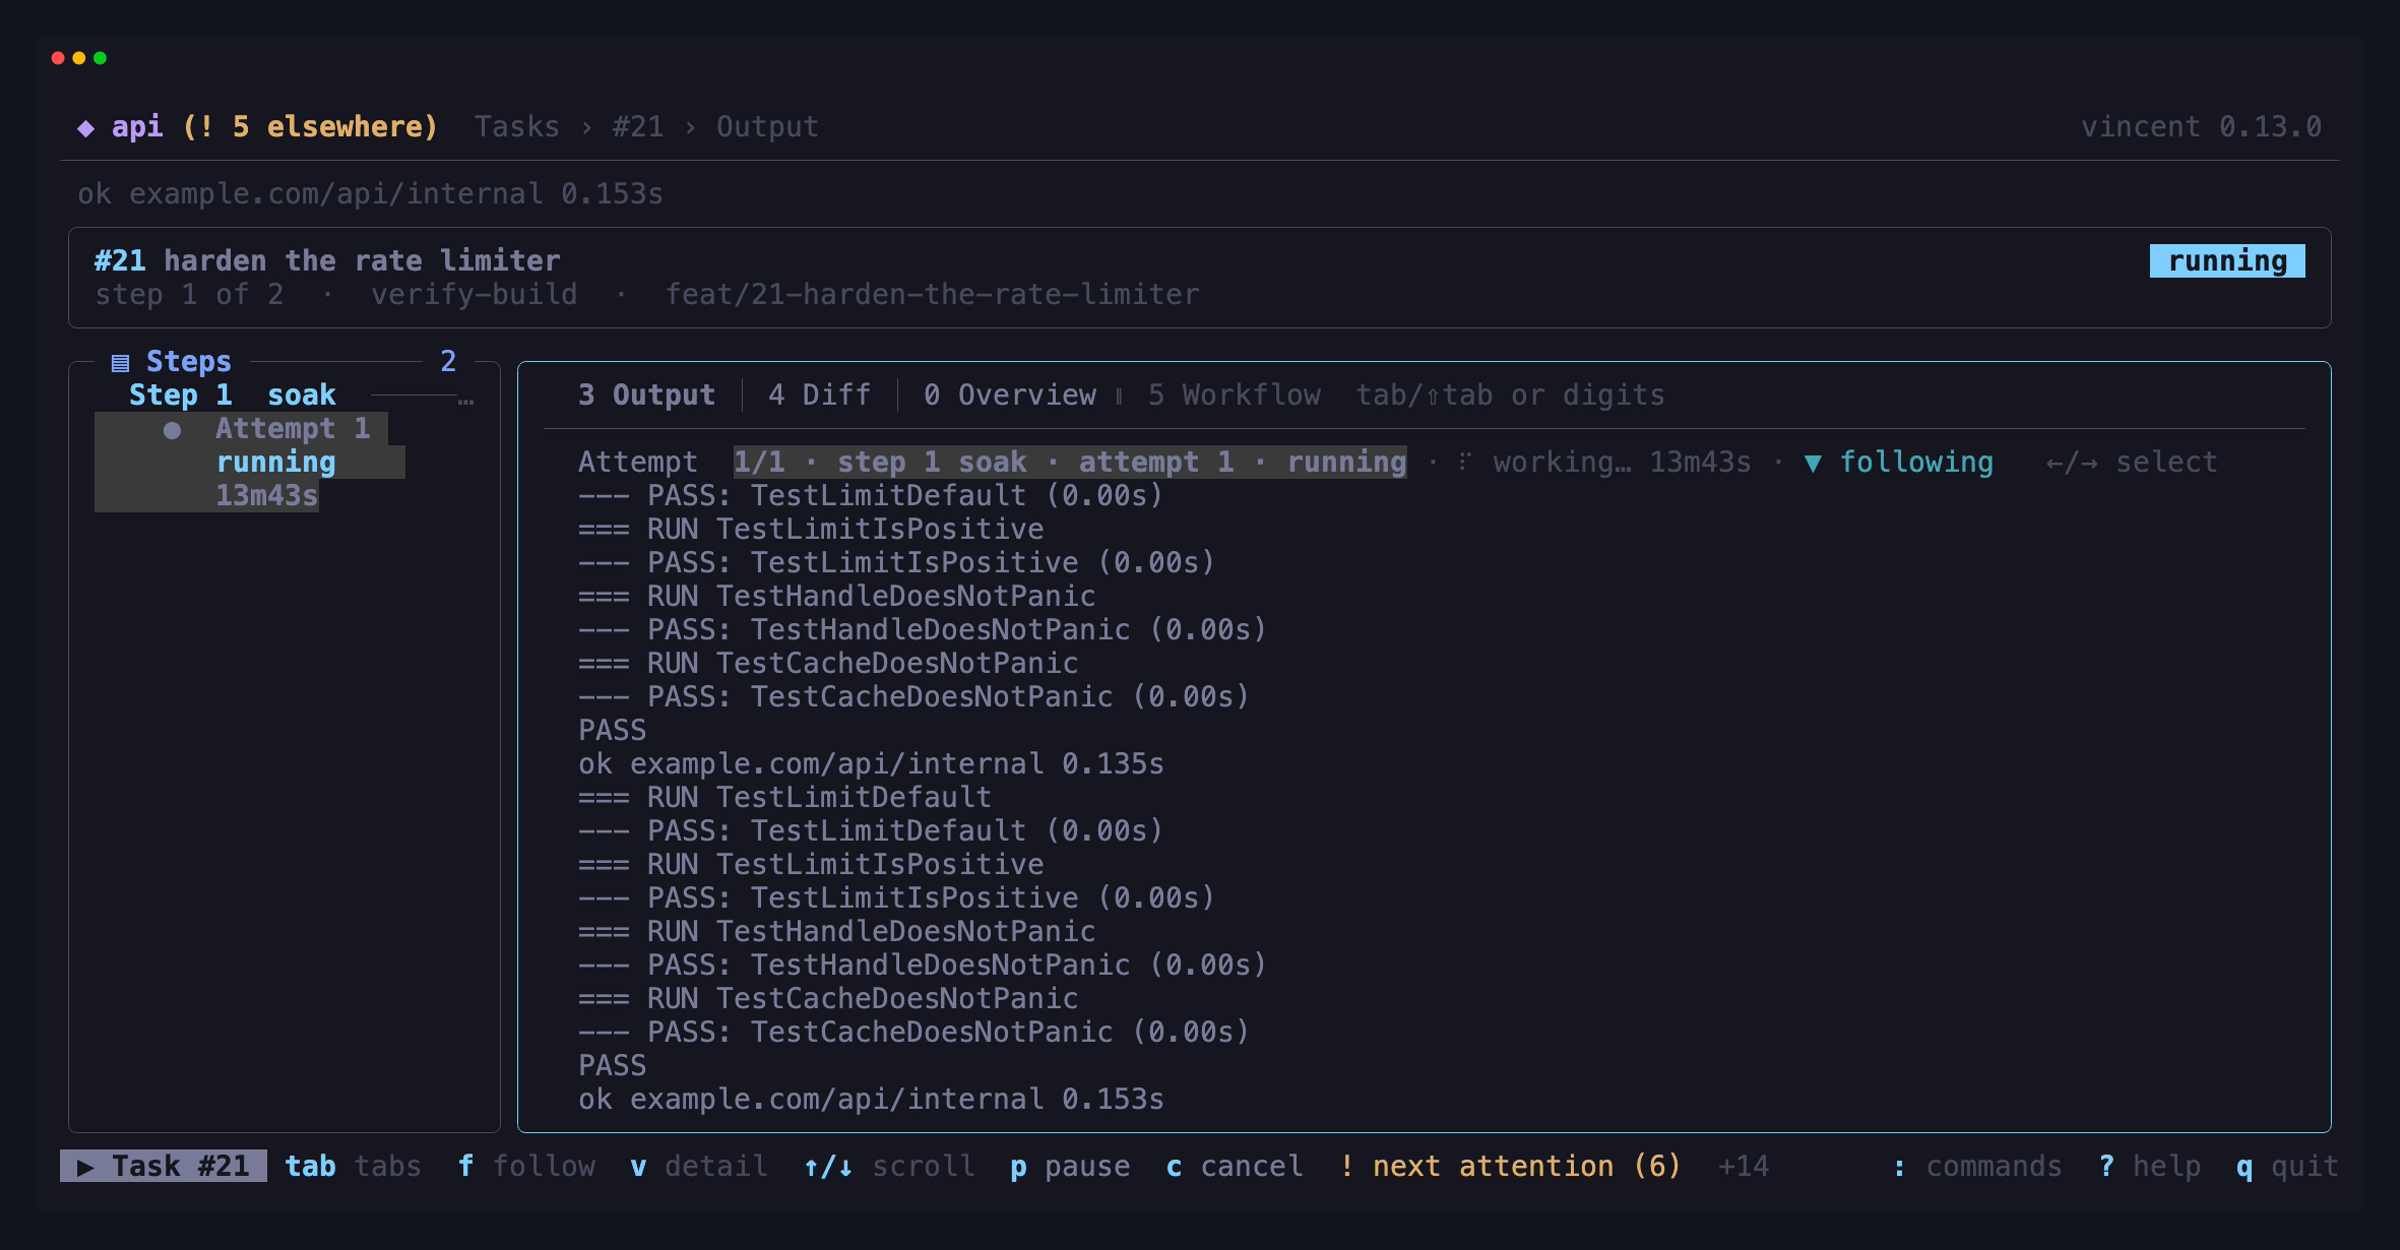 ◆ api (! 5 elsewhere) Tasks › #21 › Output vincent 0.13.0
ok example.com/api/internal 0.153s
#21 harden the rate limiter running
step 1 of 2 · verify-build · feat/21-harden-the-rate-limiter
▤ Steps 2
Step 1 soak …
● Attempt 1
running
13m43s
3 Output │ 4 Diff │ 0 Overview ‖ 5 Workflow tab/⇧tab or digits
Attempt 1/1 · step 1 soak · attempt 1 · running · working… 13m43s · ▼ following ←/→ select
--- PASS: TestLimitDefault (0.00s)
=== RUN TestLimitIsPositive
--- PASS: TestLimitIsPositive (0.00s)
=== RUN TestHandleDoesNotPanic
--- PASS: TestHandleDoesNotPanic (0.00s)
=== RUN TestCacheDoesNotPanic
--- PASS: TestCacheDoesNotPanic (0.00s)
PASS
ok example.com/api/internal 0.135s
=== RUN TestLimitDefault
--- PASS: TestLimitDefault (0.00s)
=== RUN TestLimitIsPositive
--- PASS: TestLimitIsPositive (0.00s)
=== RUN TestHandleDoesNotPanic
--- PASS: TestHandleDoesNotPanic (0.00s)
=== RUN TestCacheDoesNotPanic
--- PASS: TestCacheDoesNotPanic (0.00s)
PASS
ok example.com/api/internal 0.153s
▶ Task #21 tab tabs f follow v detail ↑/↓ scroll p pause c cancel ! next attention (6) +14 : commands ? help q quit